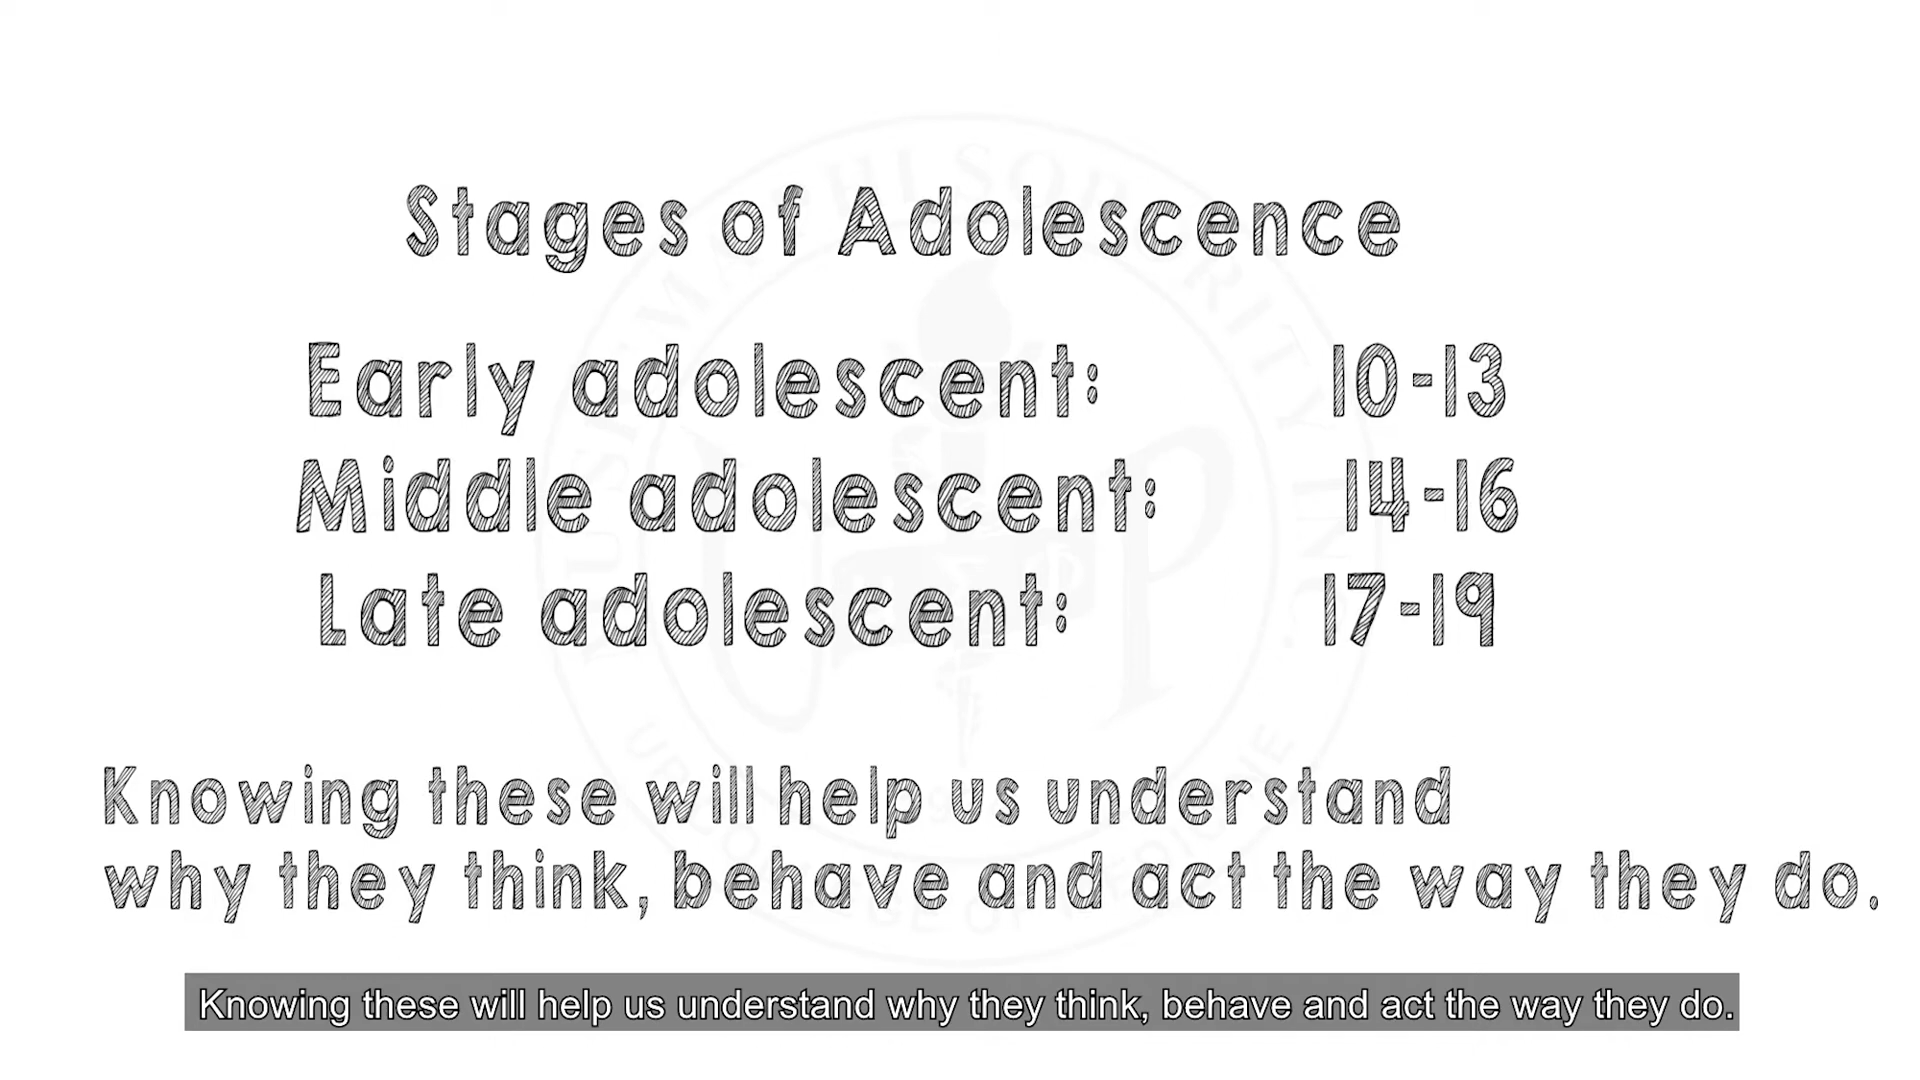 Stages of Adolescence
Early adolescent: 10-13
Middle adolescent: 14-16
Late adolescent: 17-19
Knowing these will help us understand
why they think, behave and act the way they do.
Knowing these will help us understand why they think, behave and act the way they do.